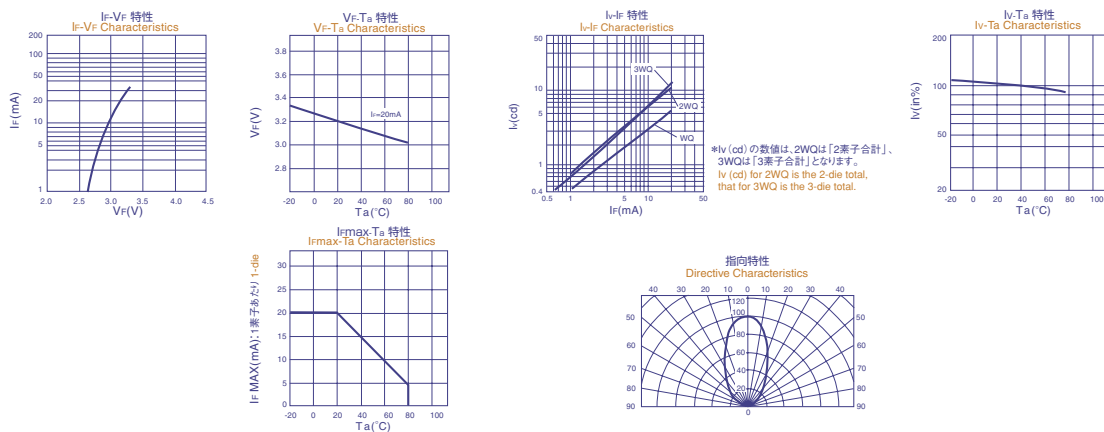 IF-VF 特性
IF-VF Characteristics
200
100
50
20
10
5
1
IF(mA)
2.0 2.5 3.0 3.5 4.0 4.5
VF(V)
VF-Ta 特性
VF-Ta Characteristics
3.8
3.6
3.4
3.2
3.0
2.8
2.6
VF(V)
IF=20mA
-20 0 20 40 60 80 100
Ta(°C)
Iv-IF 特性
Iv-IF Characteristics
50
10
5
1
0.4
Iv(cd)
3WQ
2WQ
WQ
0.5 1 5 10 50
IF(mA)
*Iv (cd) の数値は、2WQは「2素子合計」、
3WQは「3素子合計」となります。
Iv (cd) for 2WQ is the 2-die total,
that for 3WQ is the 3-die total.
Iv-Ta 特性
Iv-Ta Characteristics
200
100
50
20
Iv(in%)
-20 0 20 40 60 80 100
Ta(°C)
IFmax-Ta 特性
IFmax-Ta Characteristics
30
25
20
15
10
5
0
IF MAX(mA):1素子あたり 1-die
-20 0 20 40 60 80 100
Ta(°C)
指向特性
Directive Characteristics
40 30 20 10 0 10 20 30 40
120
100
80
60
40
20
0
50 50
60 60
70 70
80 80
90 90